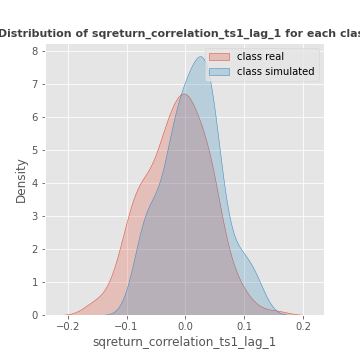 Distribution of sqreturn_correlation_ts1_lag_1 for each clas
class real
class simulated
8
7
6
5
4
3
2
1
0
Density
−0.2
−0.1
0.0
0.1
0.2
sqreturn_correlation_ts1_lag_1